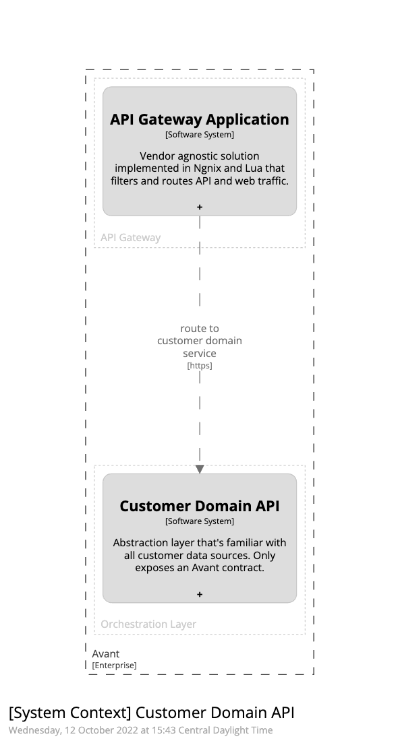 API Gateway Application
[Software System]
Vendor agnostic solution
implemented in Ngnix and Lua that
filters and routes API and web traffic.
+
API Gateway
route to
customer domain
service
[https]
Customer Domain API
[Software System]
Abstraction layer that's familiar with
all customer data sources. Only
exposes an Avant contract.
+
Orchestration Layer
Avant
[Enterprise]
[System Context] Customer Domain API
Wednesday, 12 October 2022 at 15:43 Central Daylight Time